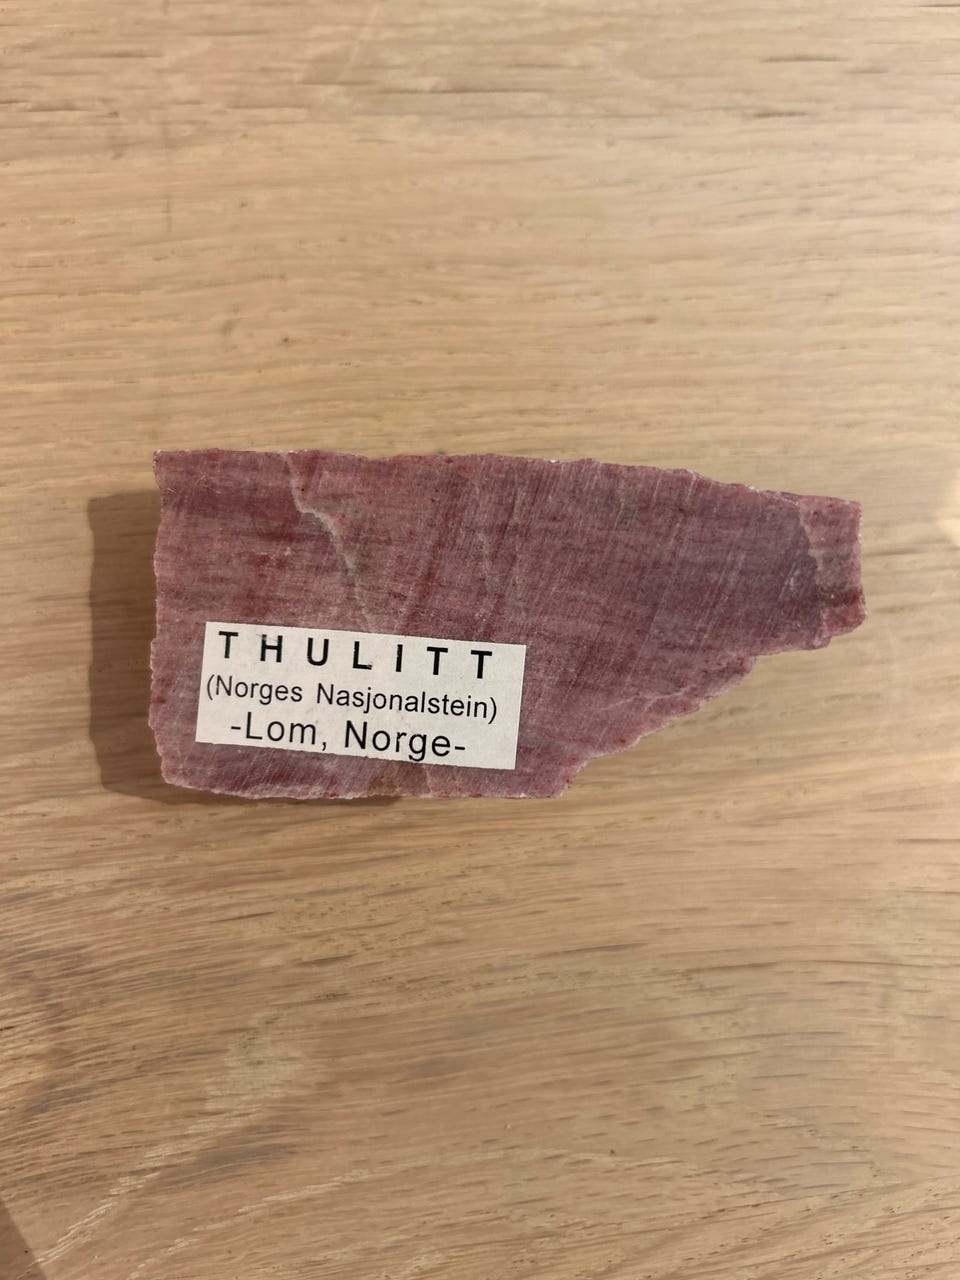 THULITT
(Norges Nasjonalstein)
-Lom, Norge-